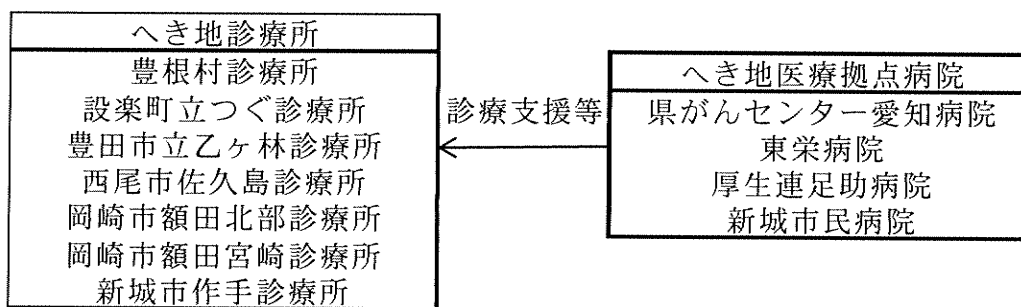 へき地診療所
豊根村診療所
設楽町立つぐ診療所
豊田市立乙ヶ林診療所
西尾市佐久島診療所
岡崎市額田北部診療所
岡崎市額田宮崎診療所
新城市作手診療所
診療支援等
へき地医療拠点病院
県がんセンター愛知病院
東栄病院
厚生連足助病院
新城市民病院